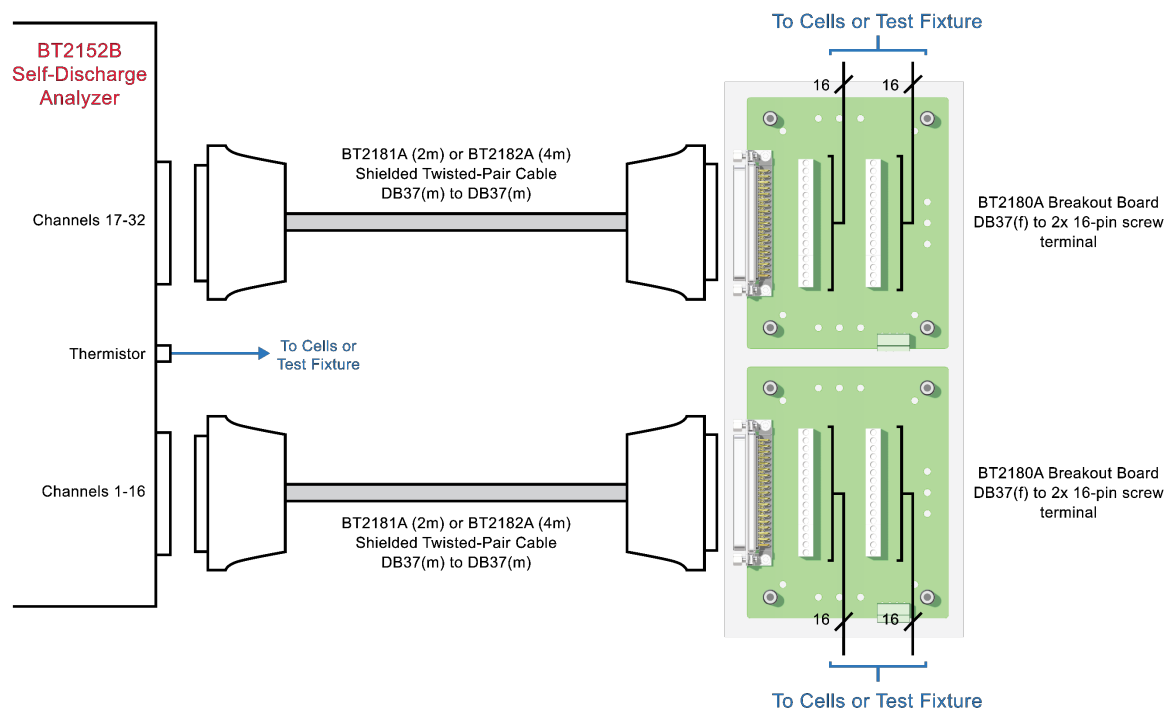 To Cells or Test Fixture
BT2152B
Self-Discharge
Analyzer
16
16
BT2181A (2m) or BT2182A (4m)
Shielded Twisted-Pair Cable
DB37(m) to DB37(m)
Channels 17-32
BT2180A Breakout Board
DB37(f) to 2x 16-pin screw
terminal
Thermistor
To Cells or
Test Fixture
Channels 1-16
BT2180A Breakout Board
DB37(f) to 2x 16-pin screw
terminal
BT2181A (2m) or BT2182A (4m)
Shielded Twisted-Pair Cable
DB37(m) to DB37(m)
16
16
To Cells or Test Fixture